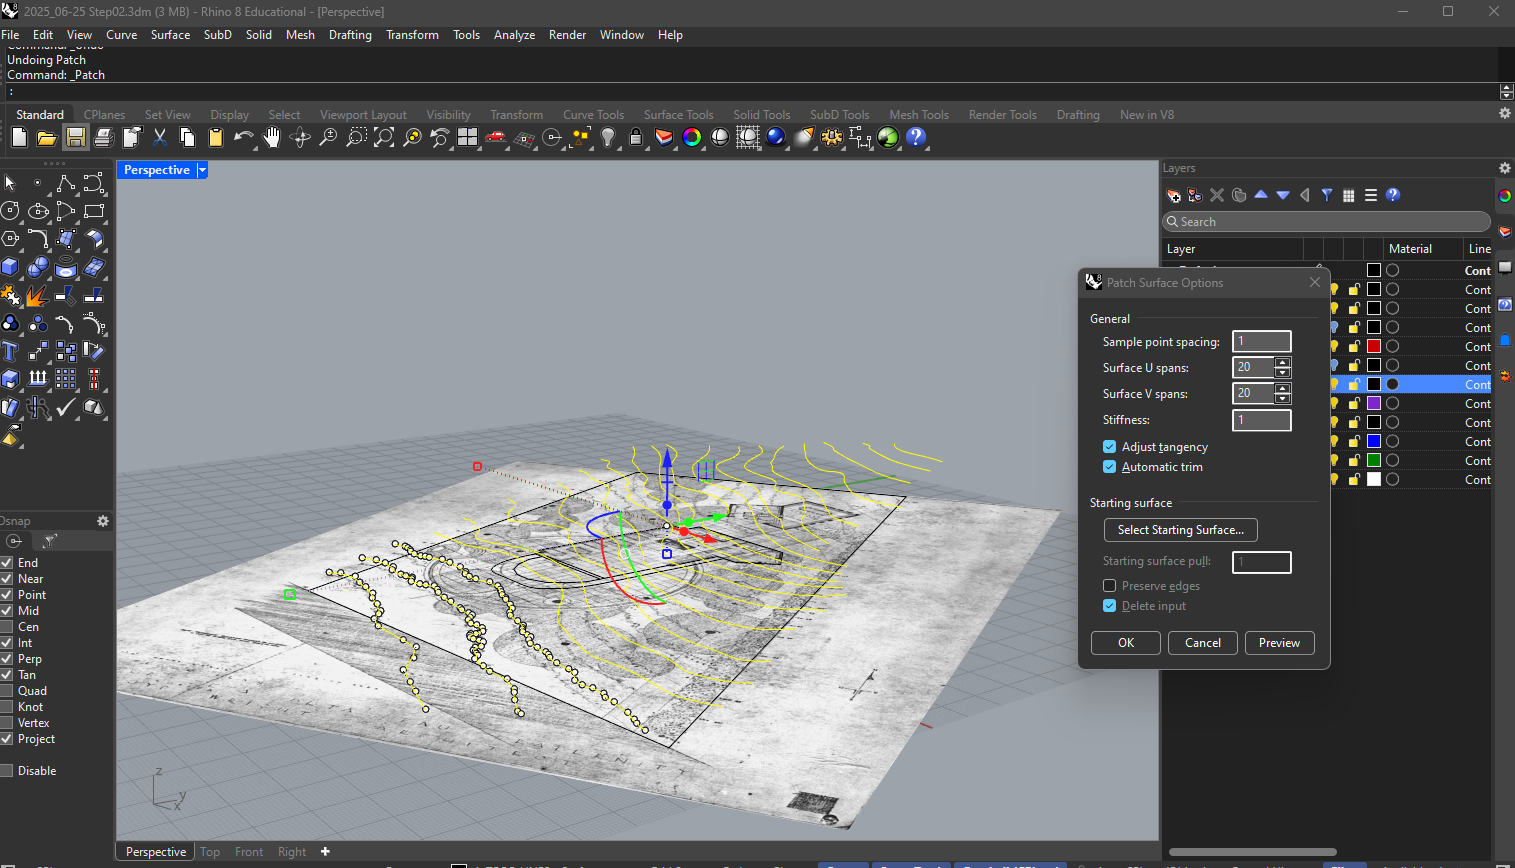 2025_06-25 Step02.3dm (3 MB) - Rhino 8 Educational - [Perspective]
File Edit View Curve Surface SubD Solid Mesh Drafting Transform Tools Analyze Render Window Help
Command: _Undo
Undoing Patch
Command: _Patch
:
Standard CPlanes Set View Display Select Viewport Layout Visibility Transform Curve Tools Surface Tools Solid Tools SubD Tools Mesh Tools Render Tools Drafting New in V8
Perspective
Layers
Search
Layer Material Line
Cont
Cont
Cont
Cont
Cont
Cont
Cont
Cont
Cont
Cont
Cont
Cont
Patch Surface Options
General
Sample point spacing: 1
Surface U spans: 20
Surface V spans: 20
Stiffness: 1
Adjust tangency
Automatic trim
Starting surface
Select Starting Surface...
Starting surface pull: 1
Preserve edges
Delete input
OK Cancel Preview
Osnap
End
Near
Point
Mid
Cen
Int
Perp
Tan
Quad
Knot
Vertex
Project
Disable
z
y
x
Perspective Top Front Right